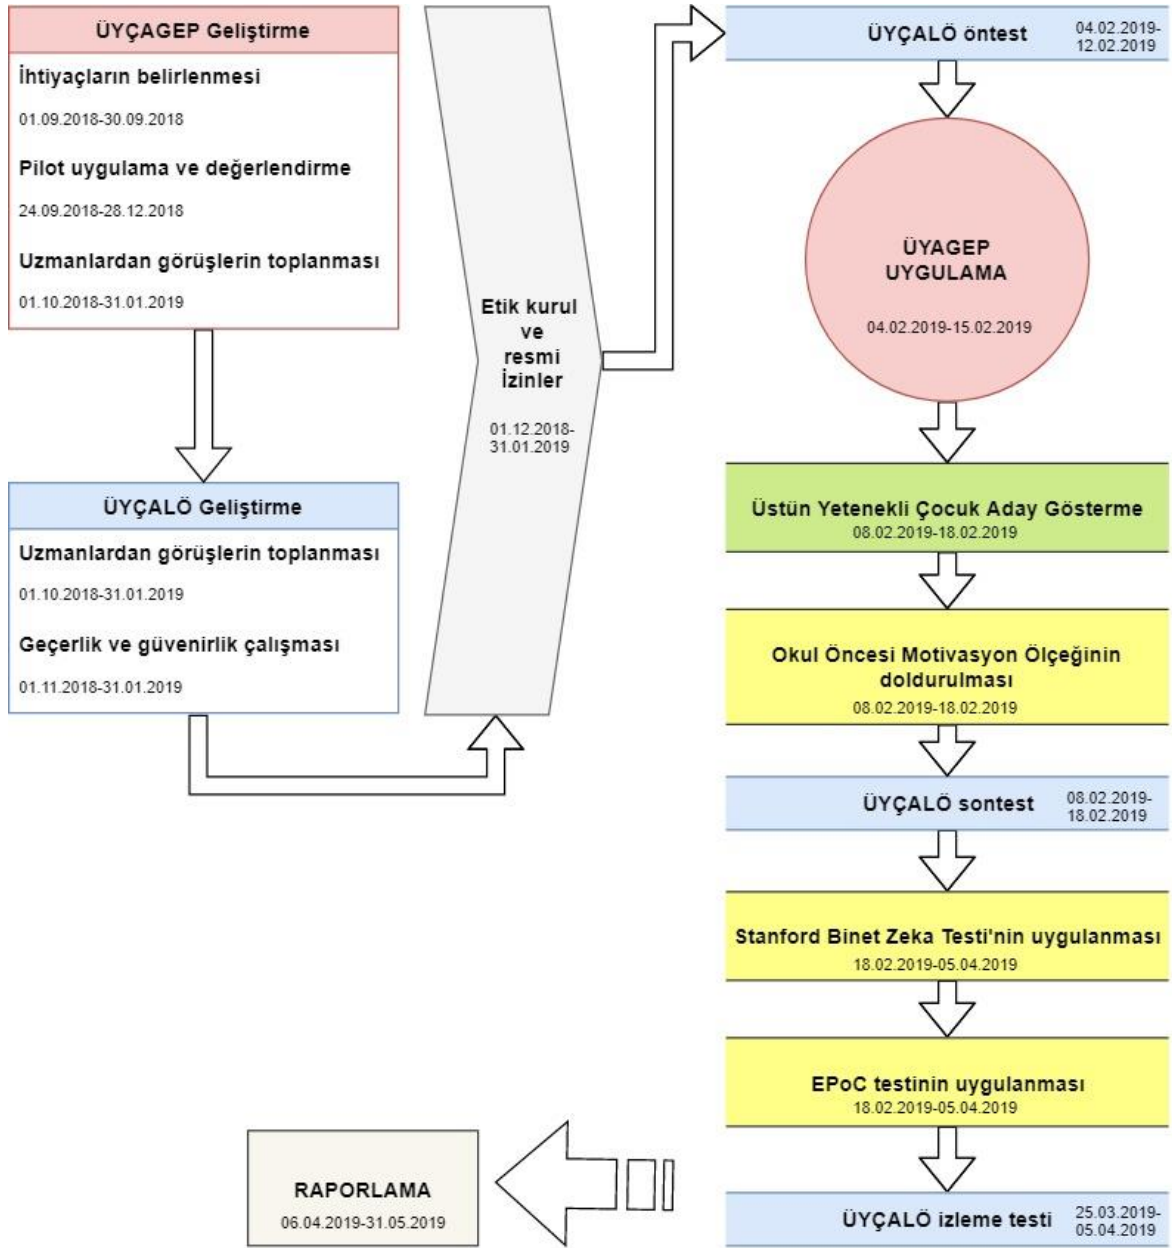 ÜYÇAGEP Geliştirme
İhtiyaçların belirlenmesi
01.09.2018-30.09.2018
Pilot uygulama ve değerlendirme
24.09.2018-28.12.2018
Uzmanlardan görüşlerin toplanması
01.10.2018-31.01.2019
ÜYÇALÖ Geliştirme
Uzmanlardan görüşlerin toplanması
01.10.2018-31.01.2019
Geçerlik ve güvenirlik çalışması
01.11.2018-31.01.2019
Etik kurul
ve
resmi
İzinler
01.12.2018-
31.01.2019
ÜYÇALÖ öntest
04.02.2019-
12.02.2019
ÜYAGEP
UYGULAMA
04.02.2019-15.02.2019
Üstün Yetenekli Çocuk Aday Gösterme
08.02.2019-18.02.2019
Okul Öncesi Motivasyon Ölçeğinin
doldurulması
08.02.2019-18.02.2019
ÜYÇALÖ sontest
08.02.2019-
18.02.2019
Stanford Binet Zeka Testi'nin uygulanması
18.02.2019-05.04.2019
EPoC testinin uygulanması
18.02.2019-05.04.2019
ÜYÇALÖ izleme testi
25.03.2019-
05.04.2019
RAPORLAMA
06.04.2019-31.05.2019